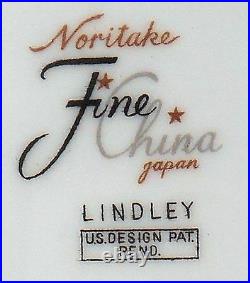 Noritake
Fine
China
japan
LINDLEY
U.S. DESIGN PAT.
PEND.